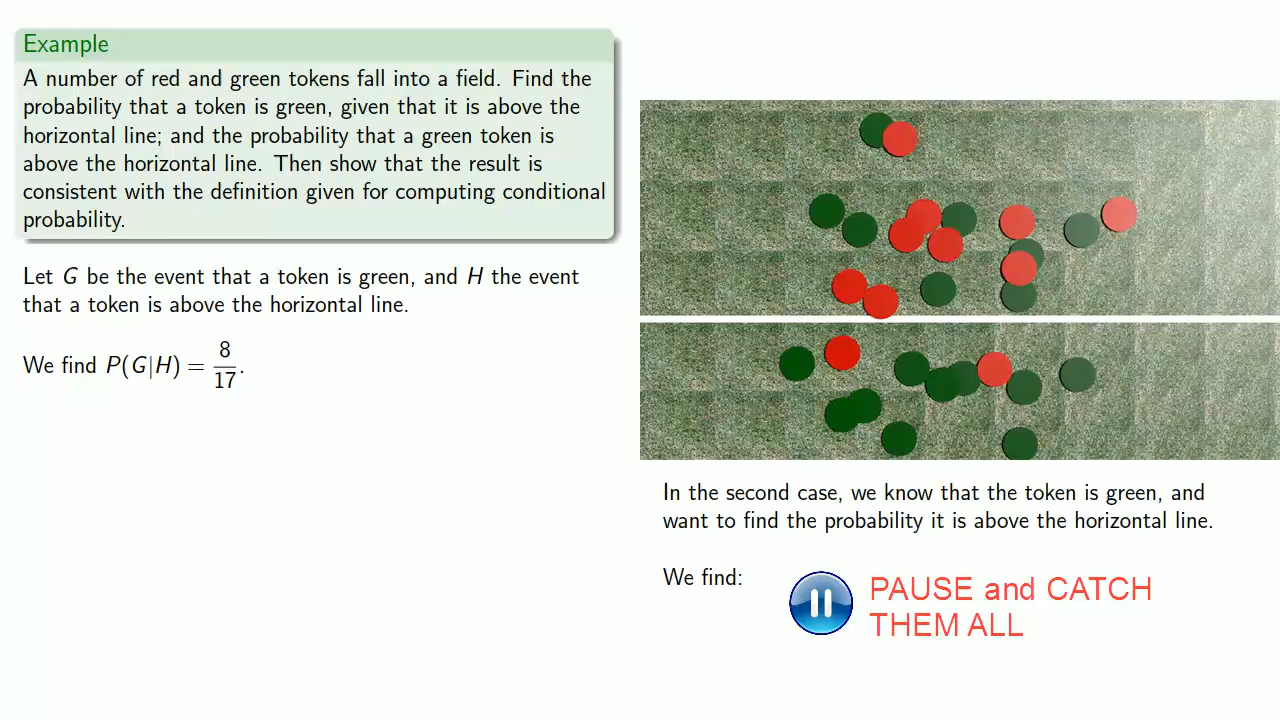 Example
A number of red and green tokens fall into a field. Find the
probability that a token is green, given that it is above the
horizontal line; and the probability that a green token is
above the horizontal line. Then show that the result is
consistent with the definition given for computing conditional
probability.
Let G be the event that a token is green, and H the event
that a token is above the horizontal line.
We find P(G|H) = 8/17.
In the second case, we know that the token is green, and
want to find the probability it is above the horizontal line.
We find:
PAUSE and CATCH
THEM ALL